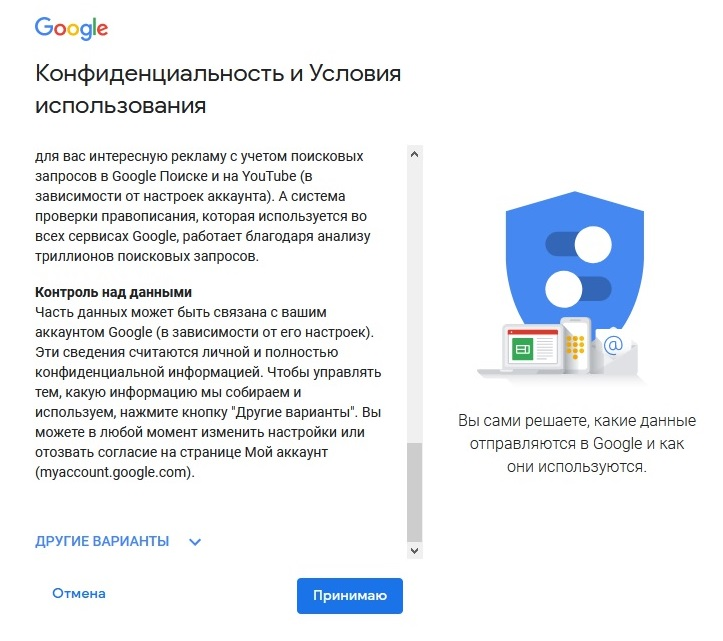 Google
Конфиденциальность и Условия
использования
для вас интересную рекламу с учетом поисковых
запросов в Google Поиске и на YouTube (в
зависимости от настроек аккаунта). А система
проверки правописания, которая используется во
всех сервисах Google, работает благодаря анализу
триллионов поисковых запросов.
Контроль над данными
Часть данных может быть связана с вашим
аккаунтом Google (в зависимости от его настроек).
Эти сведения считаются личной и полностью
конфиденциальной информацией. Чтобы управлять
тем, какую информацию мы собираем и
используем, нажмите кнопку "Другие варианты". Вы
можете в любой момент изменить настройки или
отозвать согласие на странице Мой аккаунт
(myaccount.google.com).
ДРУГИЕ ВАРИАНТЫ
Отмена
Принимаю
@
Вы сами решаете, какие данные
отправляются в Google и как
они используются.